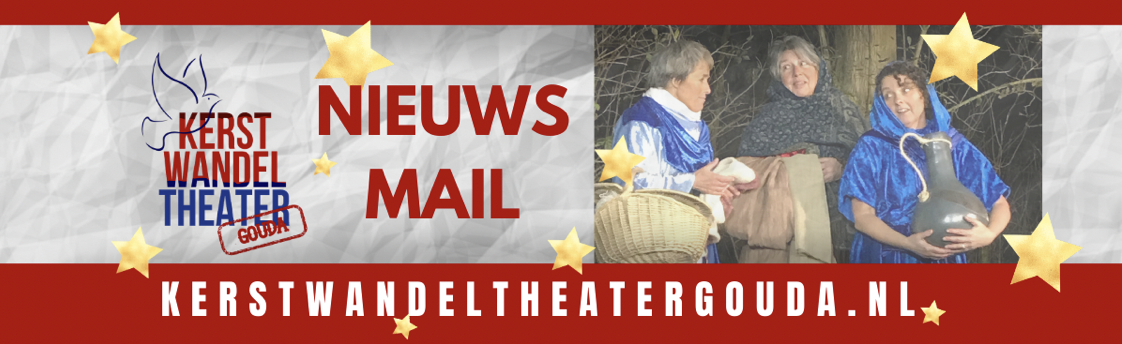 KERST
WANDEL
THEATER
GOUDA
NIEUWS
MAIL
KERSTWANDELTHEATERGOUDA.NL